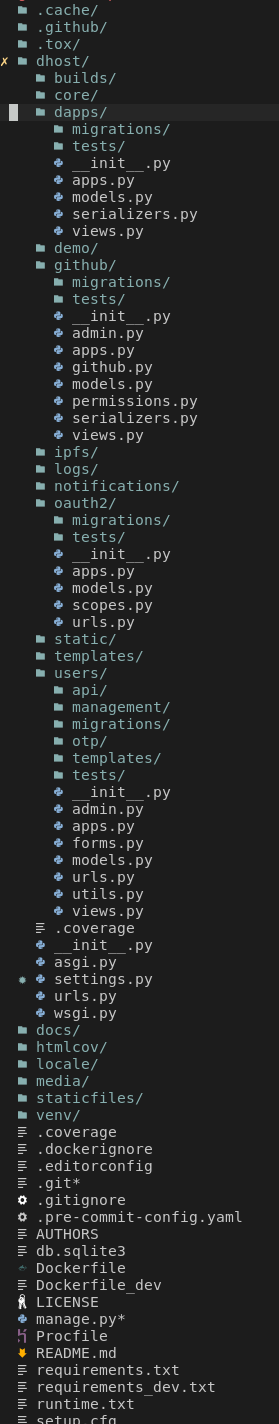 .cache/
.github/
.tox/
✗ dhost/
builds/
core/
dapps/
migrations/
tests/
__init__.py
apps.py
models.py
serializers.py
views.py
demo/
github/
migrations/
tests/
__init__.py
admin.py
apps.py
github.py
models.py
permissions.py
serializers.py
views.py
ipfs/
logs/
notifications/
oauth2/
migrations/
tests/
__init__.py
apps.py
models.py
scopes.py
urls.py
static/
templates/
users/
api/
management/
migrations/
otp/
templates/
tests/
__init__.py
admin.py
apps.py
forms.py
models.py
urls.py
utils.py
views.py
.coverage
__init__.py
asgi.py
settings.py
urls.py
wsgi.py
docs/
htmlcov/
locale/
media/
staticfiles/
venv/
.coverage
.dockerignore
.editorconfig
.git*
.gitignore
.pre-commit-config.yaml
AUTHORS
db.sqlite3
Dockerfile
Dockerfile_dev
LICENSE
manage.py*
Procfile
README.md
requirements.txt
requirements_dev.txt
runtime.txt
setup.cfg